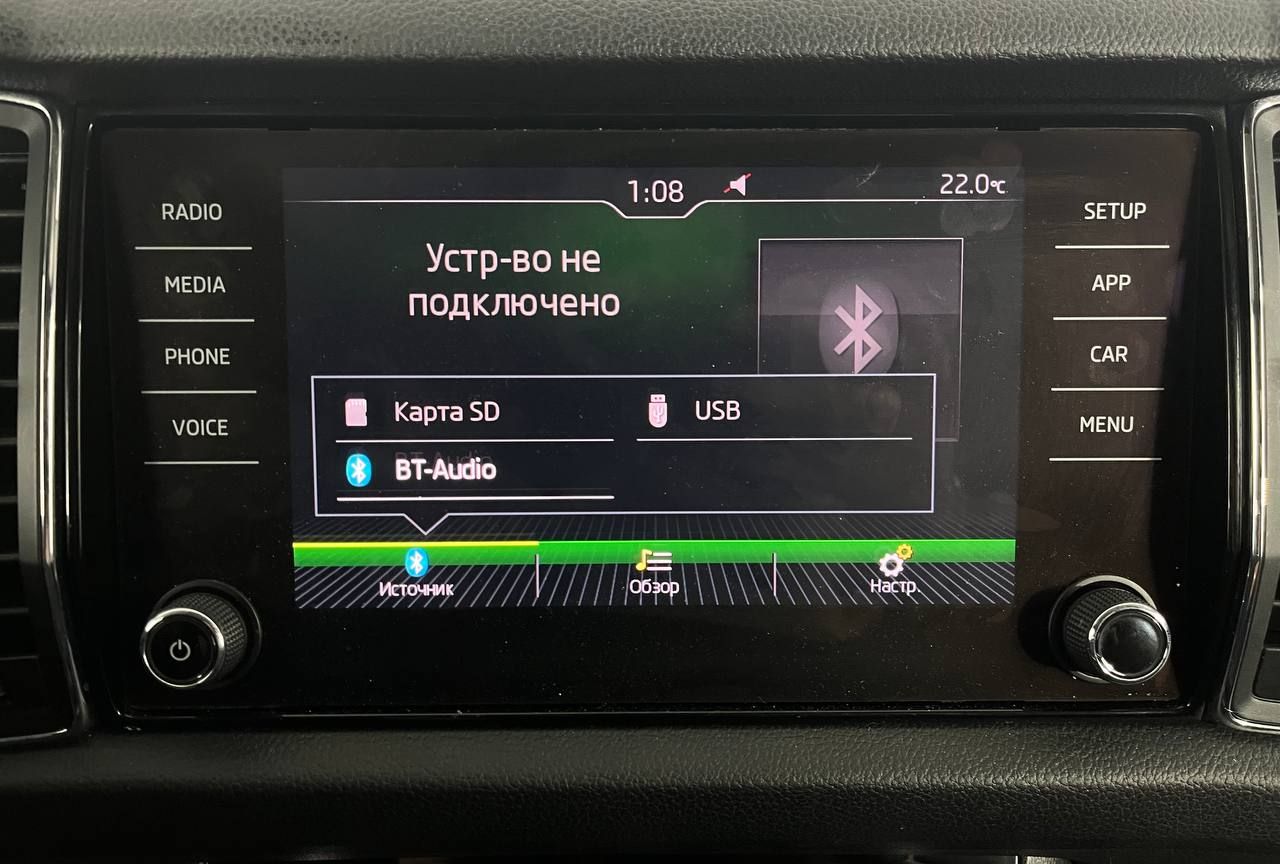 1:08
22.0°C
RADIO
MEDIA
PHONE
VOICE
Устр-во не
подключено
Карта SD
USB
BT-Audio
Источник
Обзор
Настр.
SETUP
APP
CAR
MENU